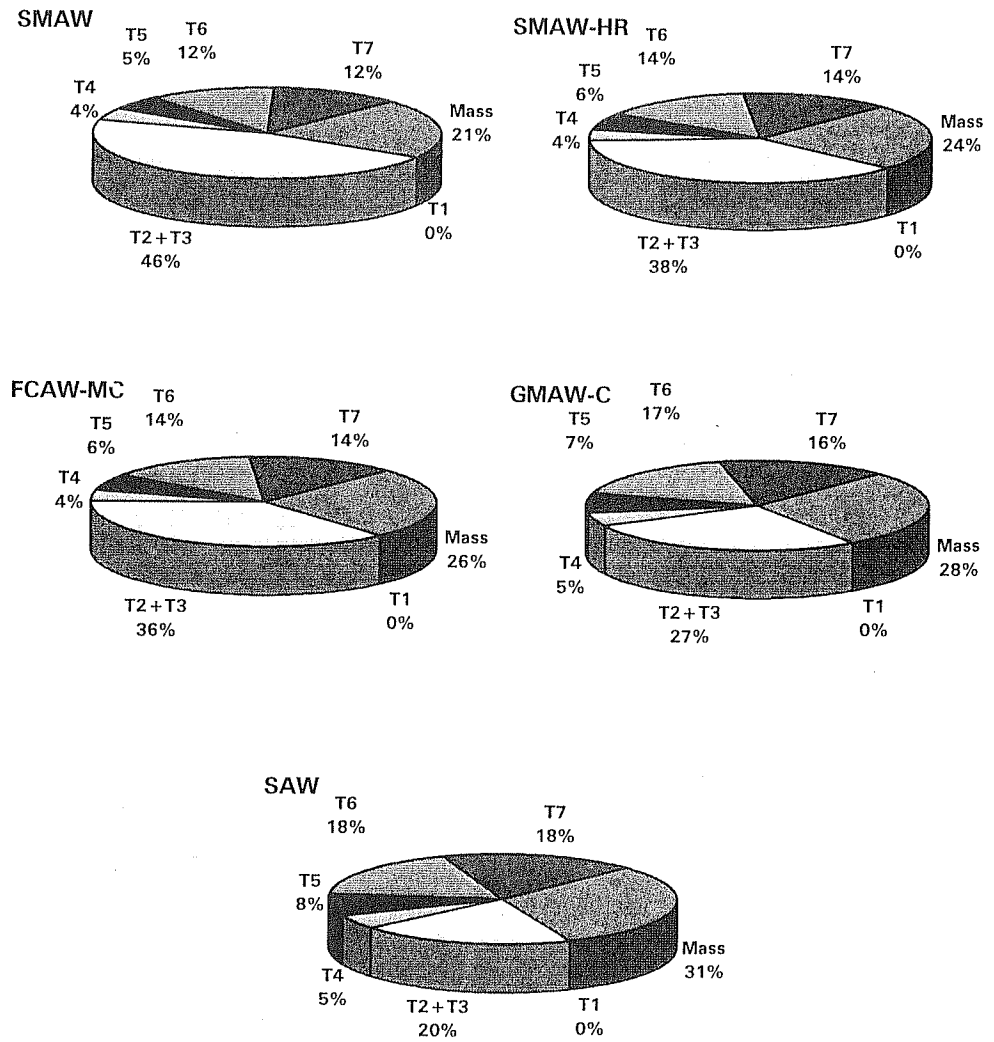 SMAW
T5
5%
T6
12%
T7
12%
T4
4%
Mass
21%
T1
0%
T2+T3
46%
SMAW-HR
T6
14%
T7
14%
T5
6%
T4
4%
Mass
24%
T1
0%
T2+T3
38%
FCAW-MC
T6
14%
T7
14%
T5
6%
T4
4%
Mass
26%
T1
0%
T2+T3
36%
GMAW-C
T6
17%
T7
16%
T5
7%
Mass
28%
T4
5%
T1
0%
T2+T3
27%
SAW
T6
18%
T7
18%
T5
8%
Mass
31%
T4
5%
T2+T3
20%
T1
0%